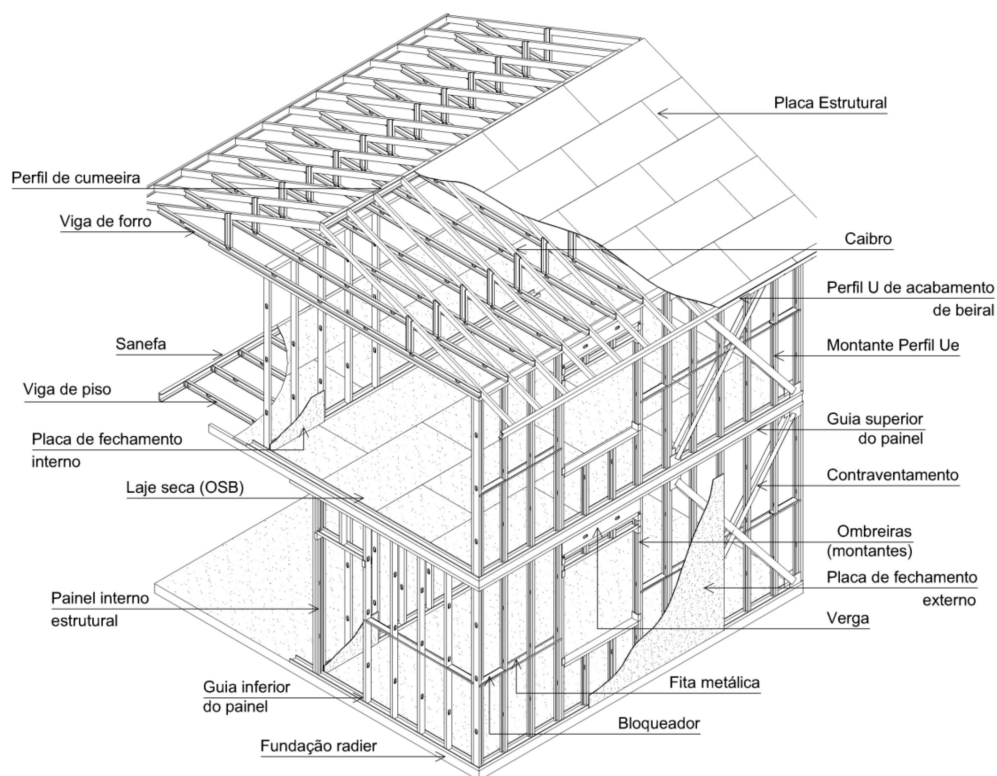 Placa Estrutural
Perfil de cumeeira
Viga de forro
Caibro
Perfil U de acabamento
de beiral
Sanefa
Montante Perfil Ue
Viga de piso
Guia superior
do painel
Placa de fechamento
interno
Contraventamento
Laje seca (OSB)
Ombreiras
(montantes)
Placa de fechamento
externo
Painel interno
estrutural
Verga
Guia inferior
do painel
Fita metálica
Bloqueador
Fundação radier